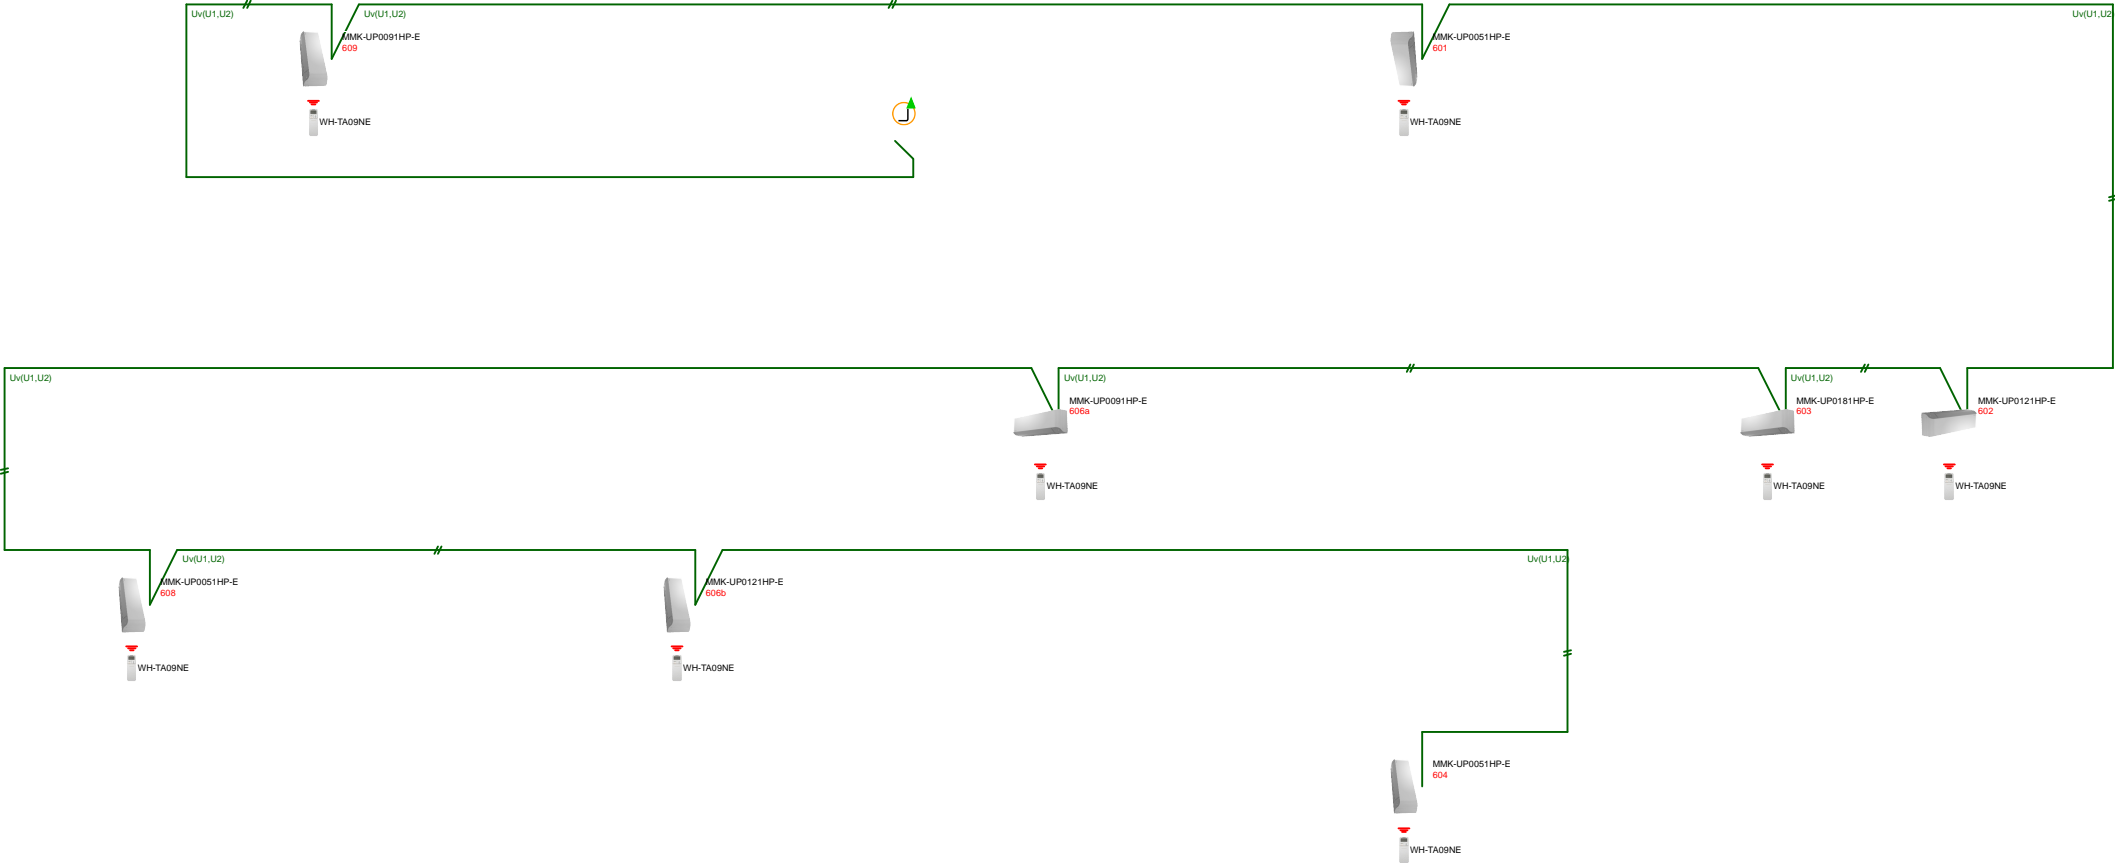 Uv(U1,U2)
Uv(U1,U2)
Uv(U1,U2
MMK-UP0091HP-E
609
MMK-UP0051HP-E
601
WH-TA09NE
WH-TA09NE
Uv(U1,U2)
Uv(U1,U2)
Uv(U1,U2)
MMK-UP0091HP-E
606a
MMK-UP0181HP-E
603
MMK-UP0121HP-E
602
WH-TA09NE
WH-TA09NE
WH-TA09NE
Uv(U1,U2)
Uv(U1,U2)
MMK-UP0051HP-E
608
MMK-UP0121HP-E
606b
WH-TA09NE
WH-TA09NE
MMK-UP0051HP-E
604
WH-TA09NE